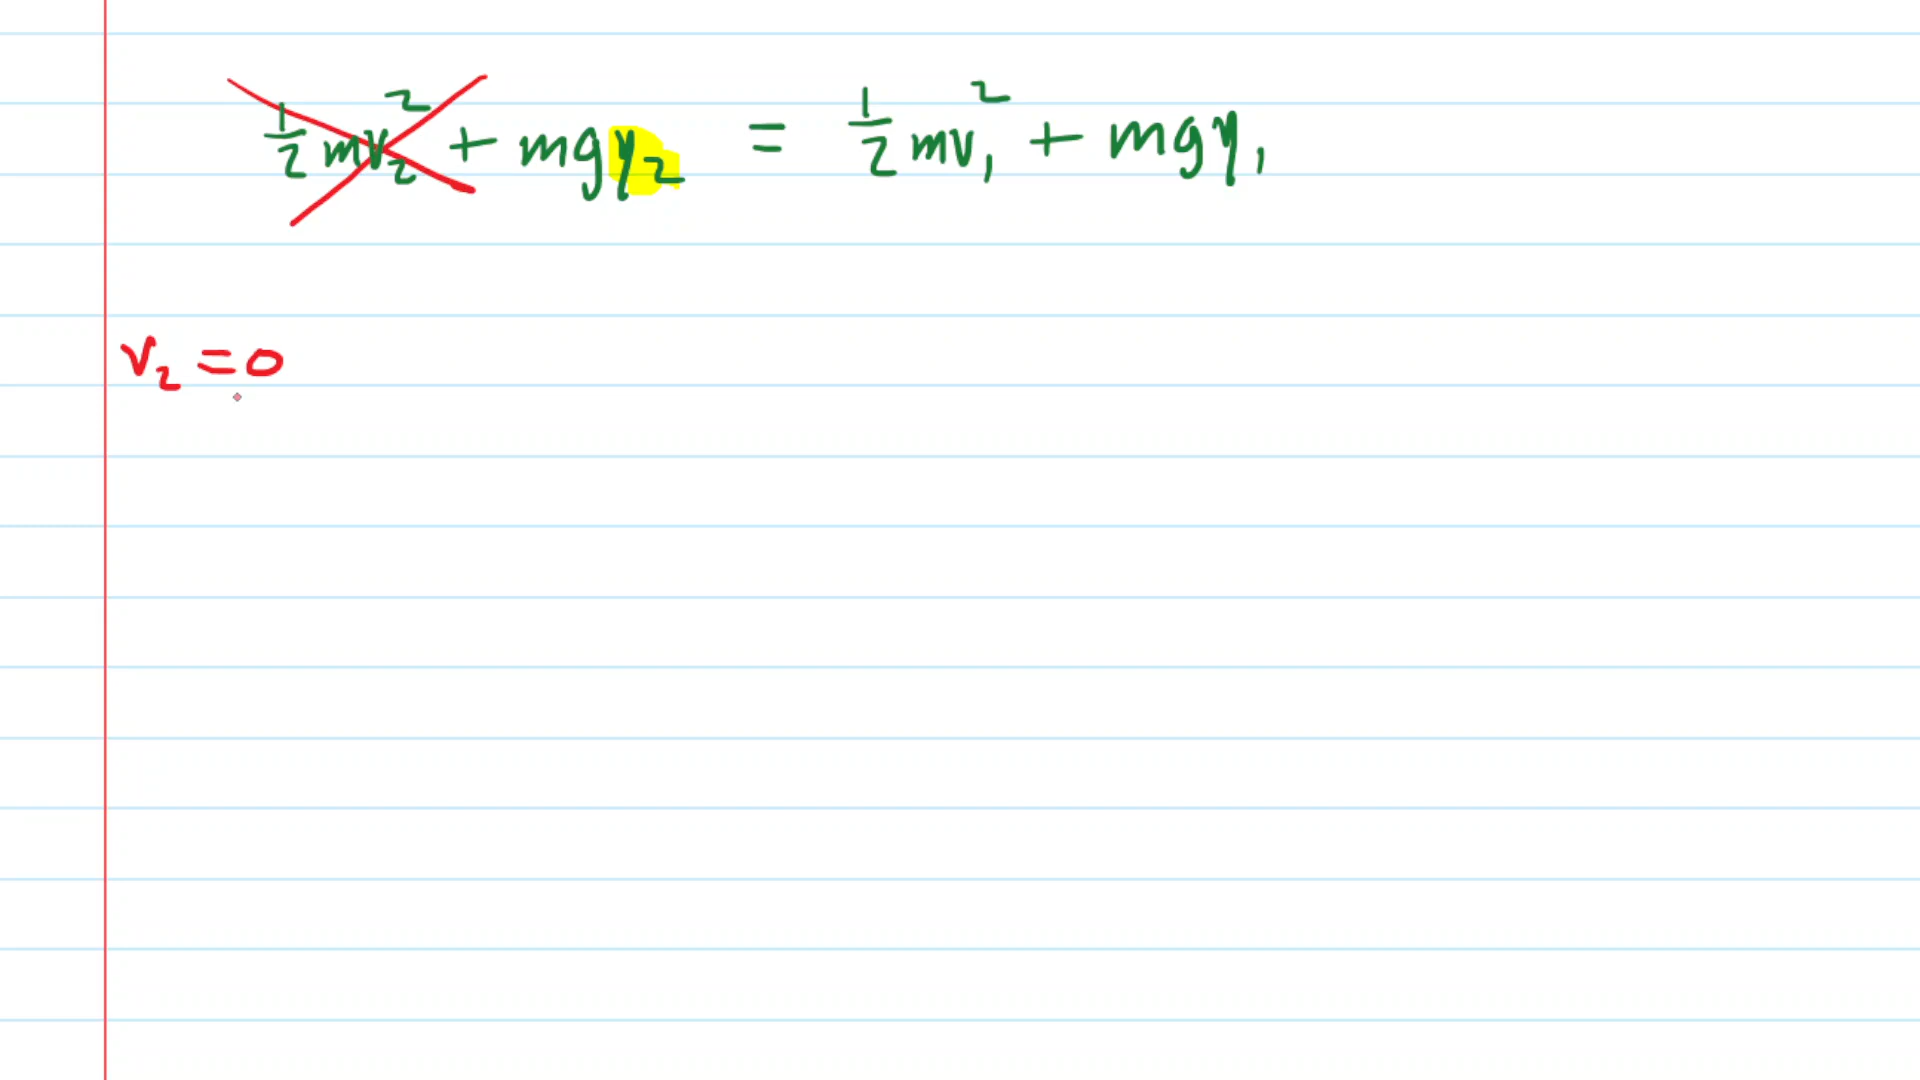 ½mv₂² + mgy₂ = ½mv₁² + mgy₁
v₂ = 0